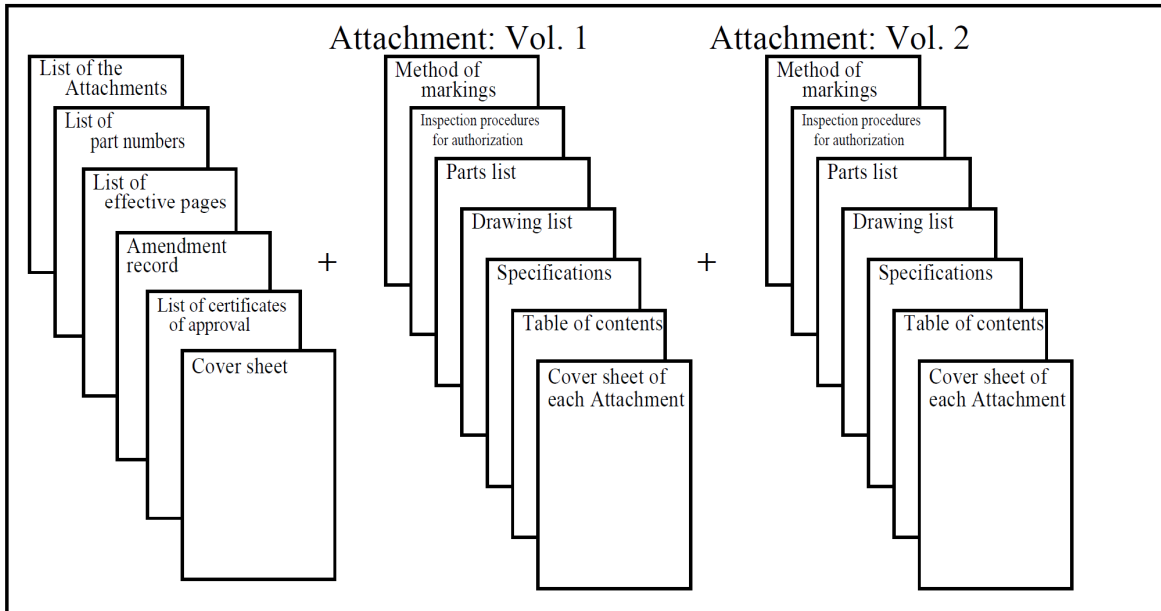 Attachment: Vol. 1
Attachment: Vol. 2
List of the
Attachments
List of
part numbers
List of
effective pages
Amendment
record
List of certificates
of approval
Cover sheet
+
Method of
markings
Inspection procedures
for authorization
Parts list
Drawing list
Specifications
Table of contents
Cover sheet of
each Attachment
+
Method of
markings
Inspection procedures
for authorization
Parts list
Drawing list
Specifications
Table of contents
Cover sheet of
each Attachment